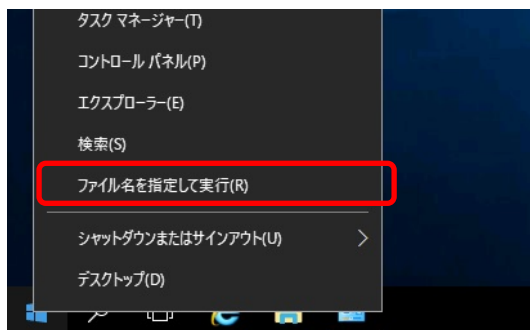 タスク マネージャー(T)
コントロール パネル(P)
エクスプローラー(E)
検索(S)
ファイル名を指定して実行(R)
シャットダウンまたはサインアウト(U)
デスクトップ(D)